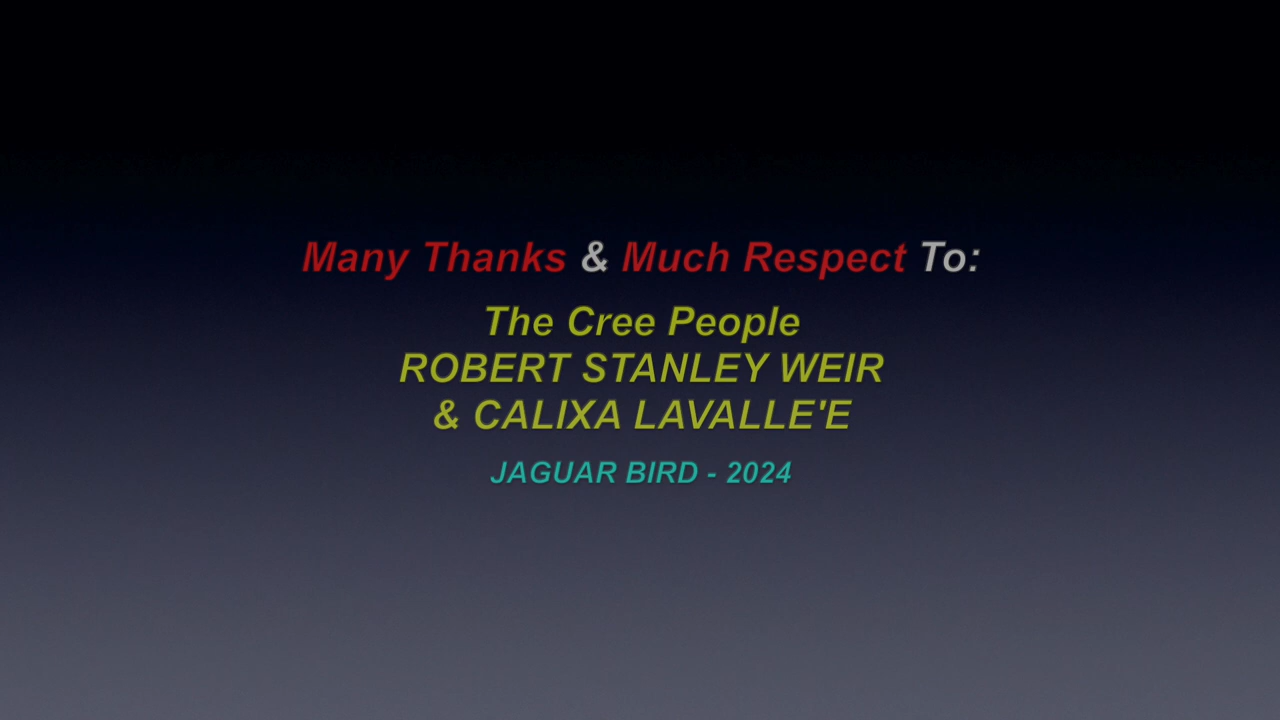 Many Thanks & Much Respect To:
The Cree People
ROBERT STANLEY WEIR
& CALIXA LAVALLE'E
JAGUAR BIRD - 2024